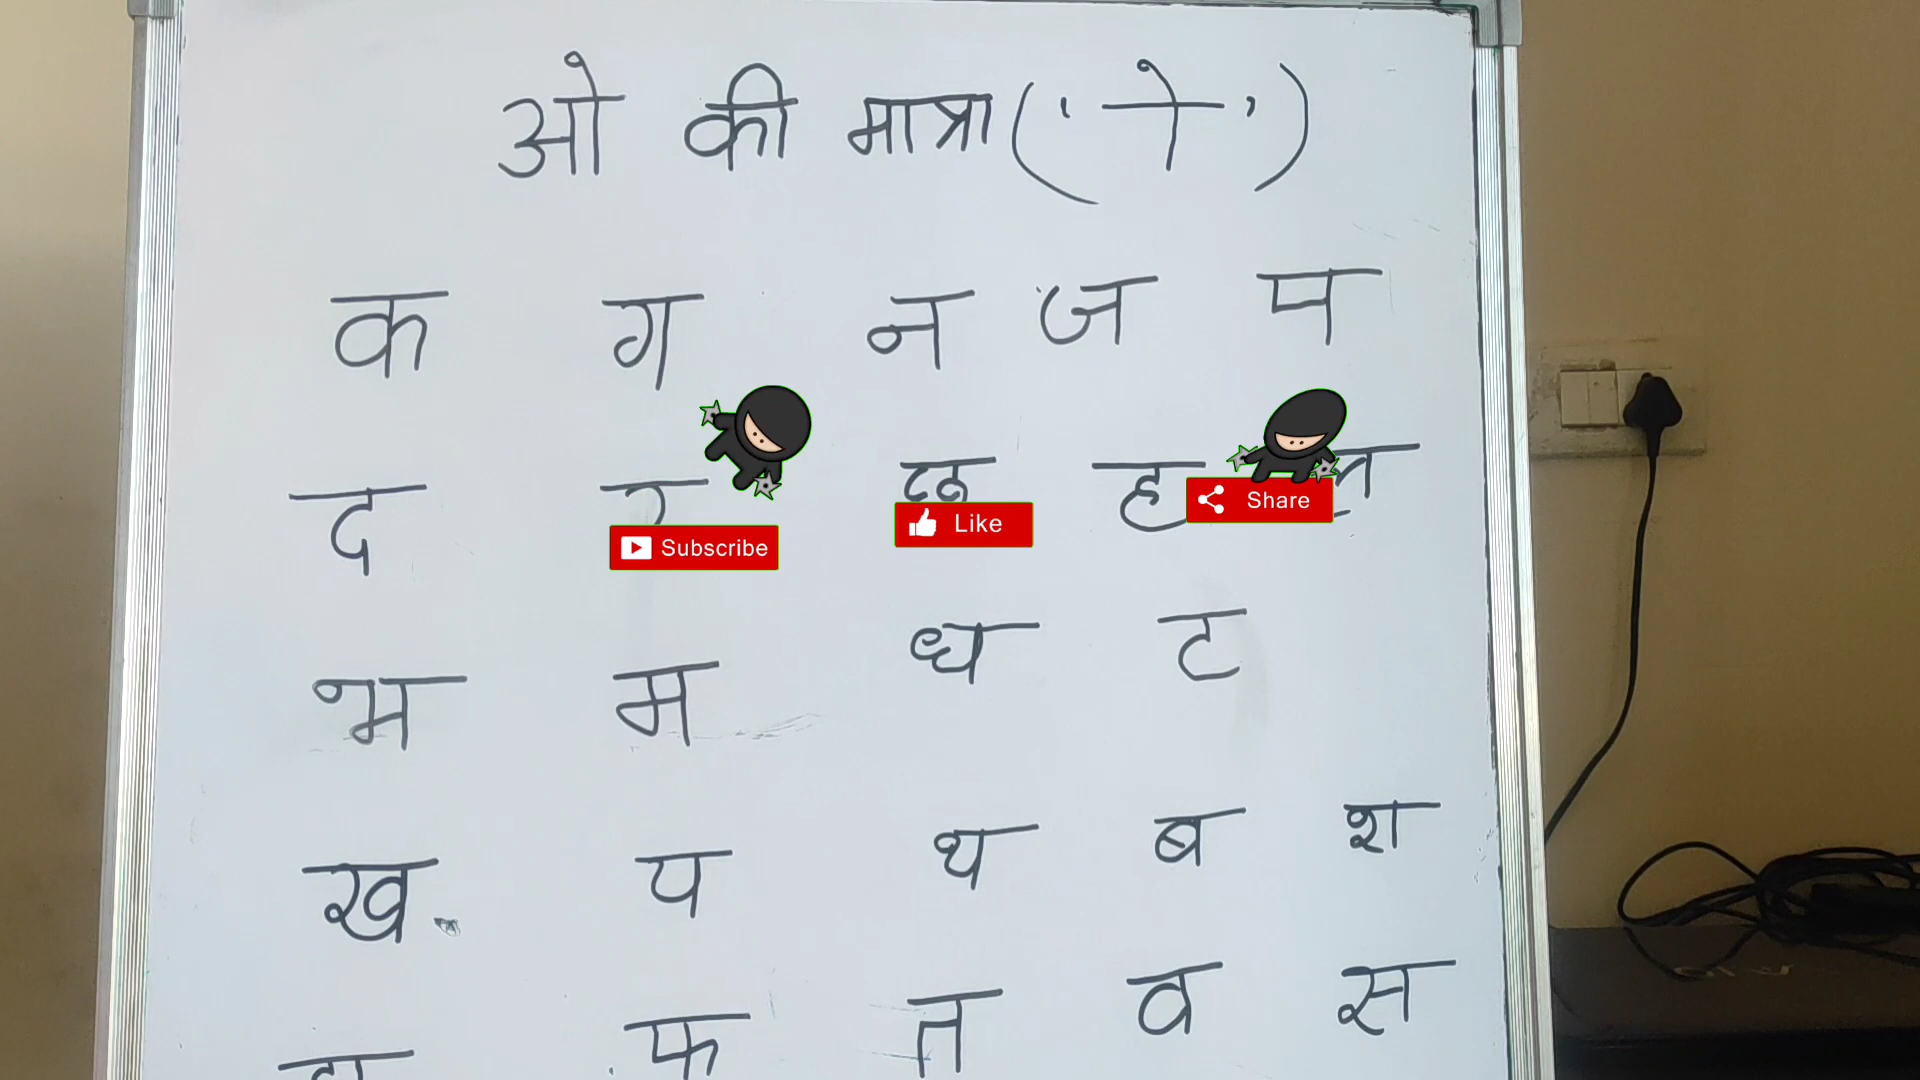 ओ की मात्रा ( ' ो ' )
क ग न ज प
द छ ह
Subscribe Like Share
भ म ध ट
ख य थ ब श
फ त व स